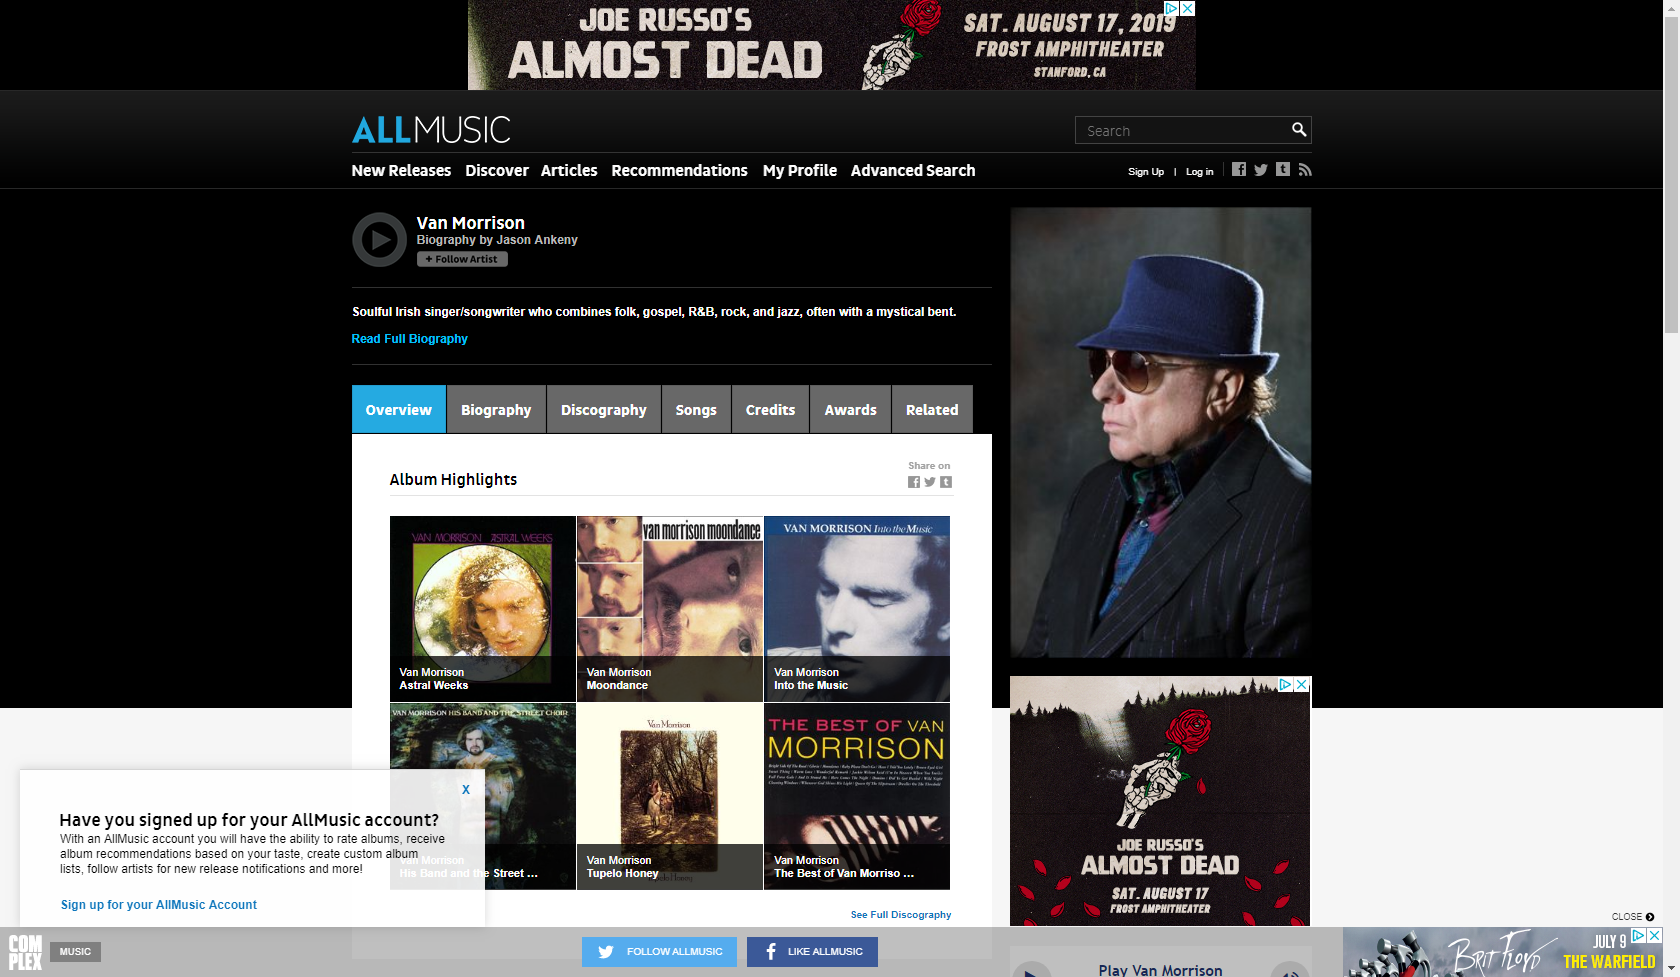 JOE RUSSO'S
ALMOST DEAD
SAT. AUGUST 17, 2019
FROST AMPHITHEATER
STANFORD, CA
ALLMUSIC
Search
New Releases Discover Articles Recommendations My Profile Advanced Search
Sign Up | Log in
Van Morrison
Biography by Jason Ankeny
+ Follow Artist
Soulful Irish singer/songwriter who combines folk, gospel, R&B, rock, and jazz, often with a mystical bent.
Read Full Biography
Overview Biography Discography Songs Credits Awards Related
Album Highlights
Share on
VAN MORRISON ASTRAL WEEKS
Van Morrison
Astral Weeks
van morrison moondance
Van Morrison
Moondance
VAN MORRISON Into the Music
Van Morrison
Into the Music
VAN MORRISON HIS BAND AND THE STREET CHOIR
Van Morrison
His Band and the Street ...
Van Morrison
Van Morrison
Tupelo Honey
Tupelo Honey
THE BEST OF VAN
MORRISON
Van Morrison
The Best of Van Morriso ...
See Full Discography
X
Have you signed up for your AllMusic account?
With an AllMusic account you will have the ability to rate albums, receive
album recommendations based on your taste, create custom album
lists, follow artists for new release notifications and more!
Sign up for your AllMusic Account
JOE RUSSO'S
ALMOST DEAD
SAT. AUGUST 17
FROST AMPHITHEATER
CLOSE
COM
PLEX
MUSIC
FOLLOW ALLMUSIC
LIKE ALLMUSIC
Play Van Morrison
BRIT FLOYD
JULY 9
THE WARFIELD